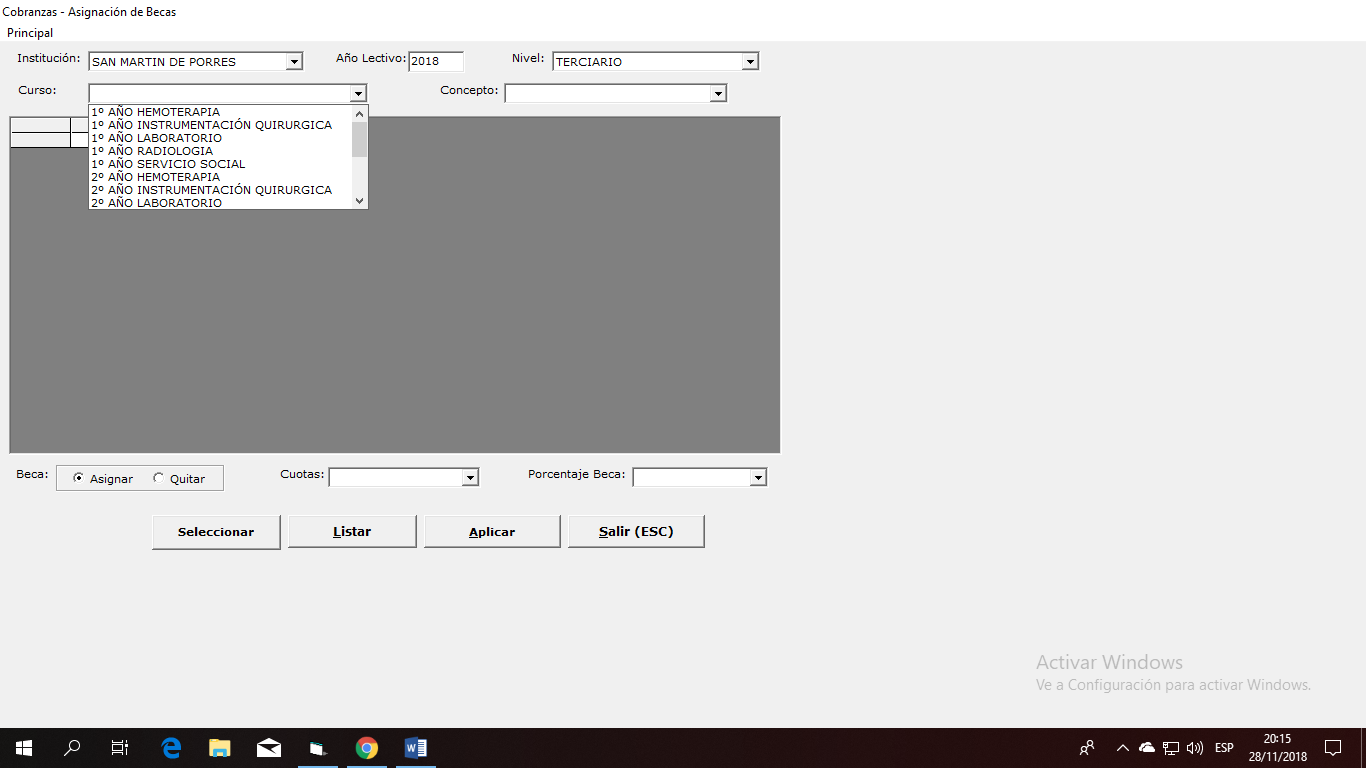 Cobranzas - Asignación de Becas
Principal
Institución: SAN MARTIN DE PORRES Año Lectivo: 2018 Nivel: TERCIARIO
Curso: Concepto:
1º AÑO HEMOTERAPIA
1º AÑO INSTRUMENTACIÓN QUIRURGICA
1º AÑO LABORATORIO
1º AÑO RADIOLOGIA
1º AÑO SERVICIO SOCIAL
2º AÑO HEMOTERAPIA
2º AÑO INSTRUMENTACIÓN QUIRURGICA
2º AÑO LABORATORIO
Beca: Asignar Quitar Cuotas: Porcentaje Beca:
Seleccionar Listar Aplicar Salir (ESC)
Activar Windows
Ve a Configuración para activar Windows.
ESP 20:15
28/11/2018